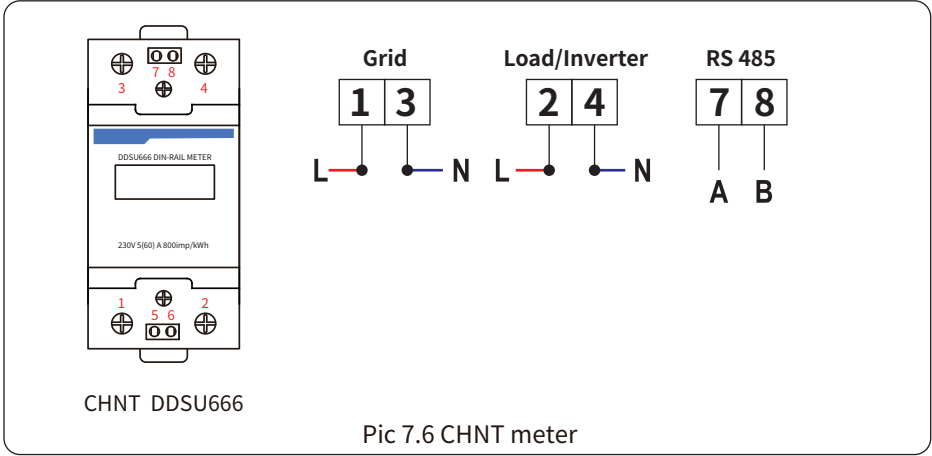 3 7 8 4
DDSU666 DIN-RAIL METER
230V 5(60) A 800imp/kWh
1 5 6 2
CHNT DDSU666
Grid
1 3
L N
Load/Inverter
2 4
L N
RS 485
7 8
A B
Pic 7.6 CHNT meter